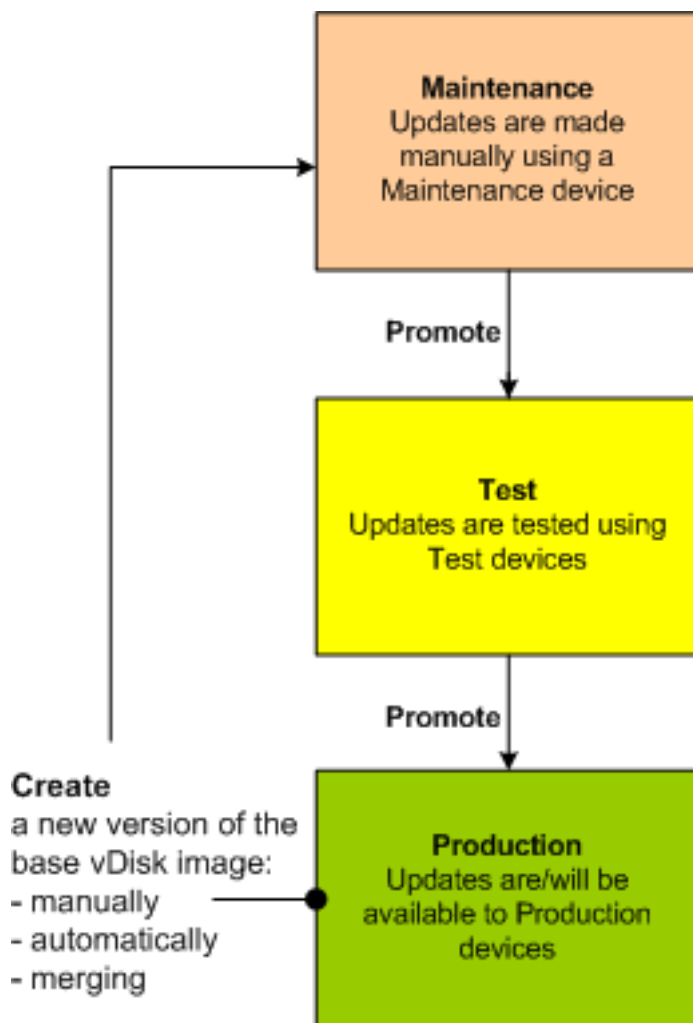 Maintenance
Updates are made
manually using a
Maintenance device
Promote
Test
Updates are tested using
Test devices
Promote
Create
a new version of the
base vDisk image:
- manually
- automatically
- merging
Production
Updates are/will be
available to Production
devices